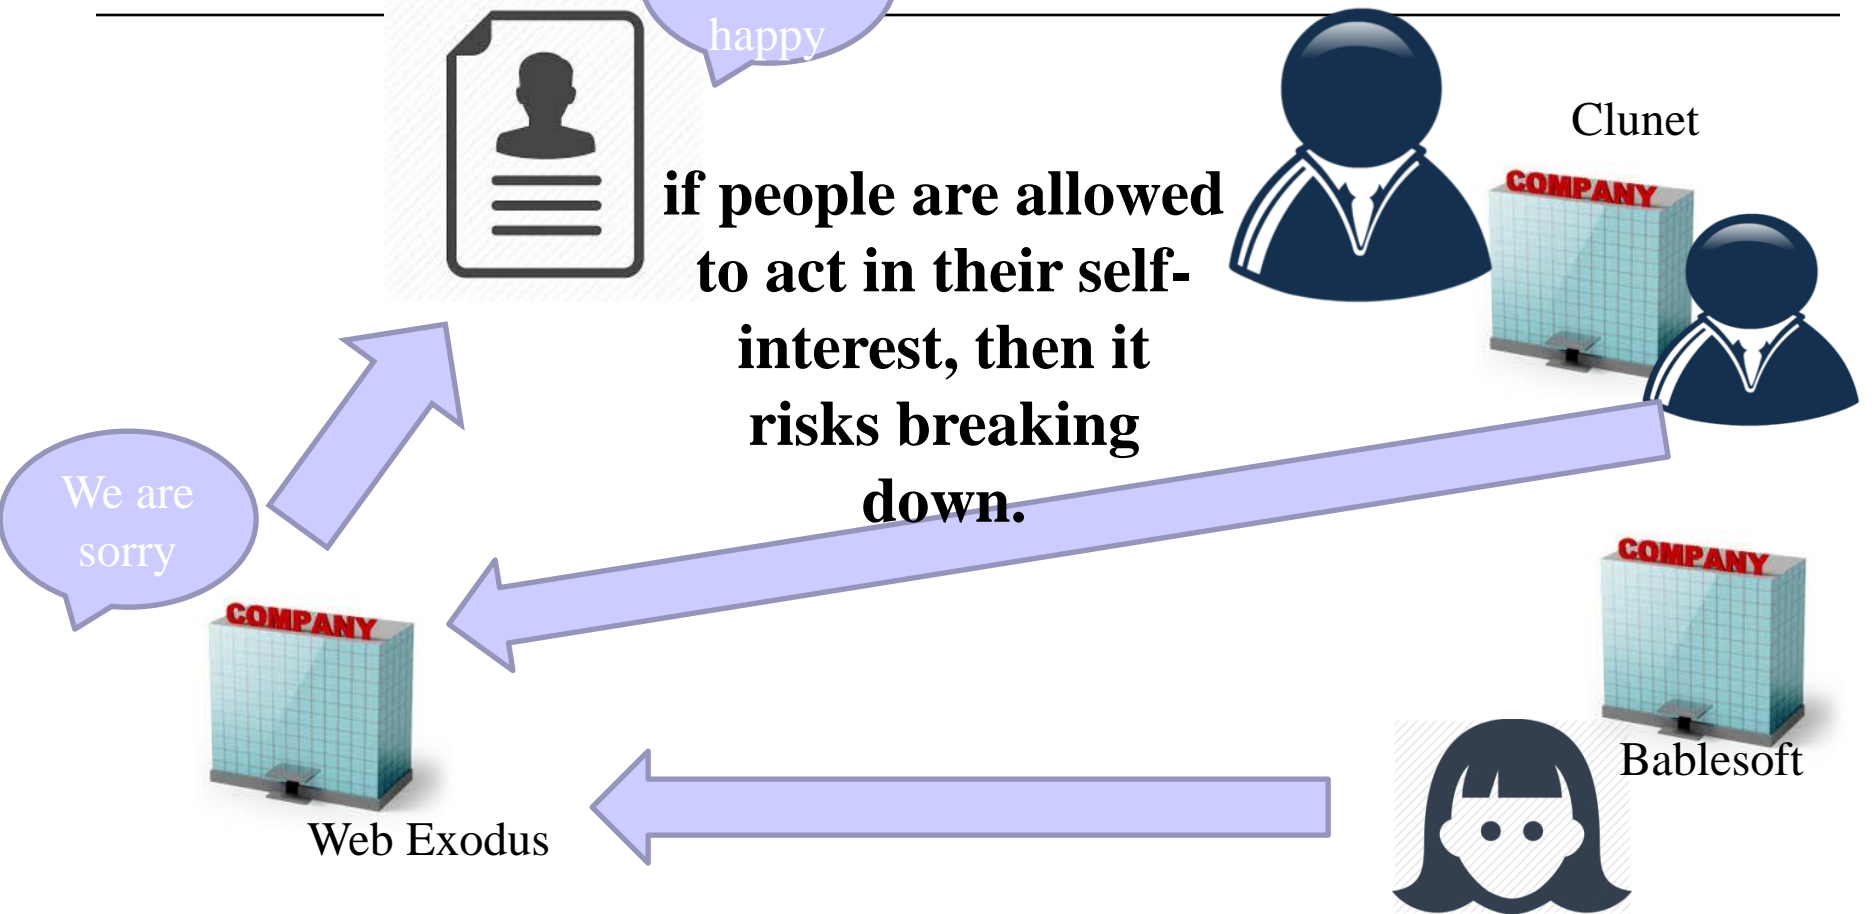 happy
Clunet
COMPANY
if people are allowed
to act in their self-
interest, then it
risks breaking
down.
We are
sorry
COMPANY
COMPANY
Bablesoft
Web Exodus